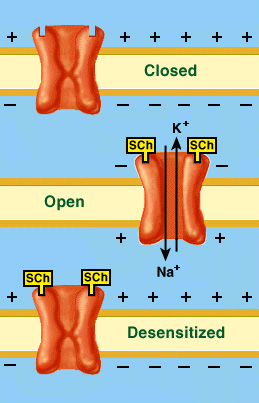 + + + + + +
Closed
− − − − − −
K+
SCh SCh
− −
Open
+ +
Na+
SCh SCh
+ + + + + +
Desensitized
− − − − − −